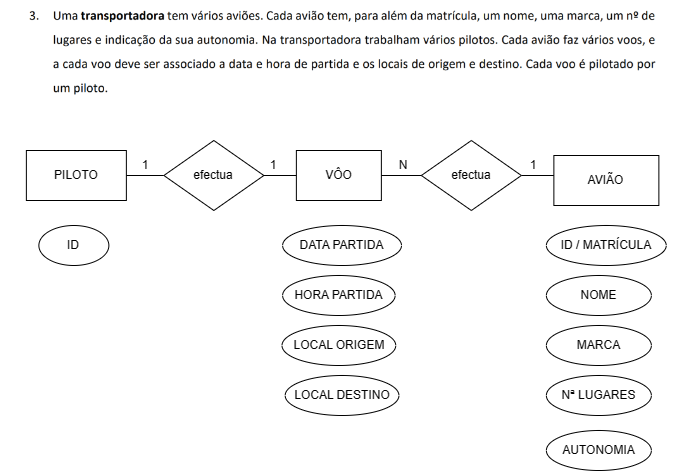 3. Uma transportadora tem vários aviões. Cada avião tem, para além da matrícula, um nome, uma marca, um nº de
lugares e indicação da sua autonomia. Na transportadora trabalham vários pilotos. Cada avião faz vários voos, e
a cada voo deve ser associado a data e hora de partida e os locais de origem e destino. Cada voo é pilotado por
um piloto.
PILOTO 1 efectua 1 VÔO N efectua 1 AVIÃO
ID DATA PARTIDA ID / MATRÍCULA
HORA PARTIDA NOME
LOCAL ORIGEM MARCA
LOCAL DESTINO Nª LUGARES
AUTONOMIA